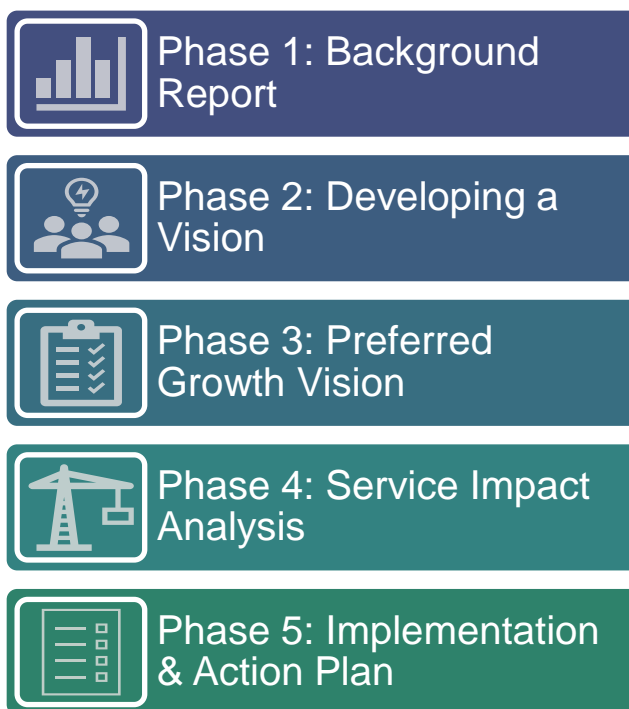 Phase 1: Background
Report
Phase 2: Developing a
Vision
Phase 3: Preferred
Growth Vision
Phase 4: Service Impact
Analysis
Phase 5: Implementation
& Action Plan